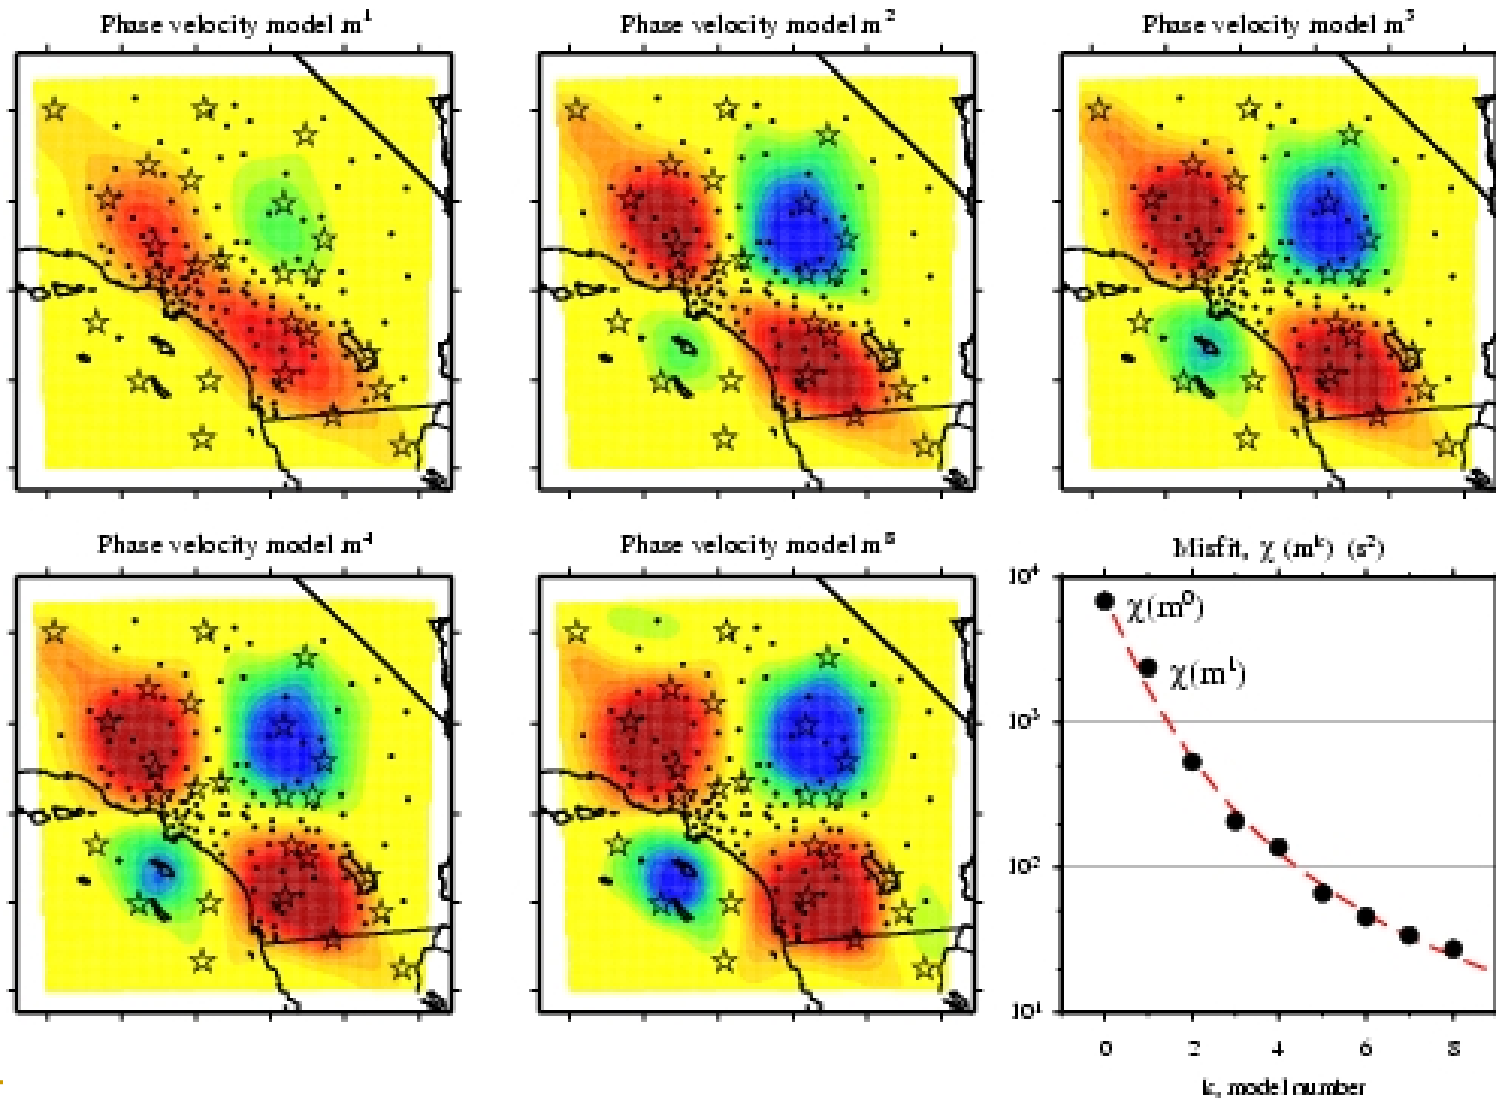 Phase velocity model m¹
Phase velocity model m²
Phase velocity model m³
Phase velocity model m⁴
Phase velocity model m⁸
Misfit, χ (mᵏ) (s²)
10⁴
χ(m⁰)
χ(m¹)
10³
10²
10¹
0 2 4 6 8
k, model number